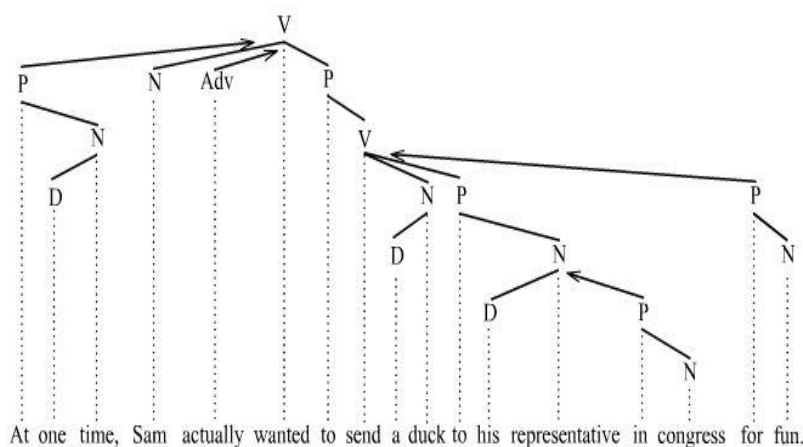 V
P N Adv P
N V
D N P P
D N N
D P
N
At one time, Sam actually wanted to send a duck to his representative in congress for fun.